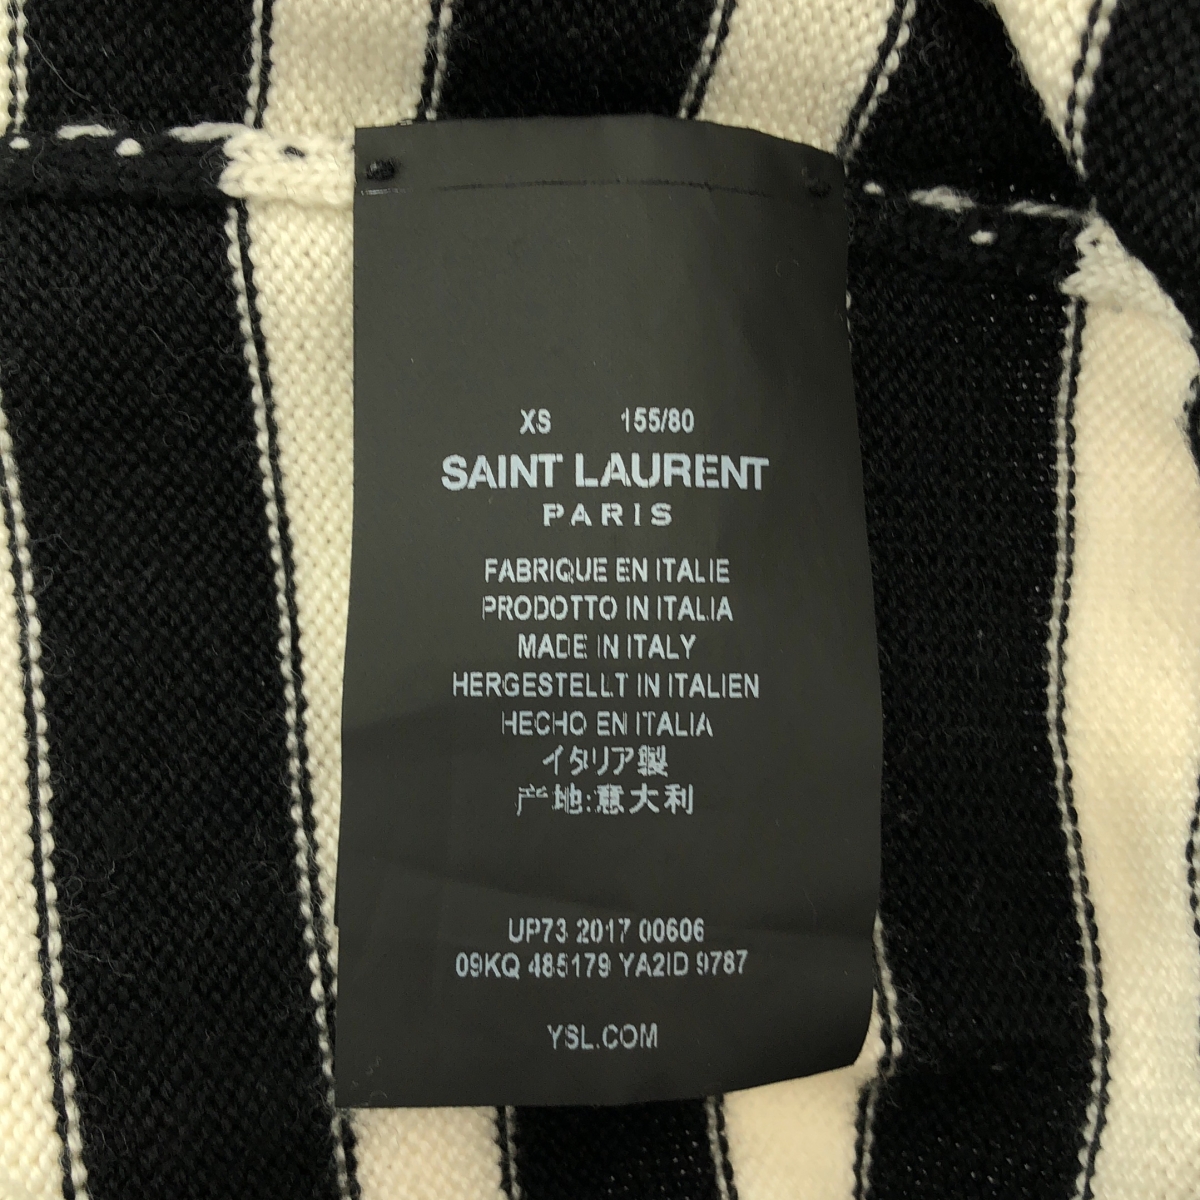 XS 155/80
SAINT LAURENT
PARIS
FABRIQUE EN ITALIE
PRODOTTO IN ITALIA
MADE IN ITALY
HERGESTELLT IN ITALIEN
HECHO EN ITALIA
イタリア製
产地:意大利
UP73 2017 00606
09KQ 485179 YA2ID 9787
YSL.COM